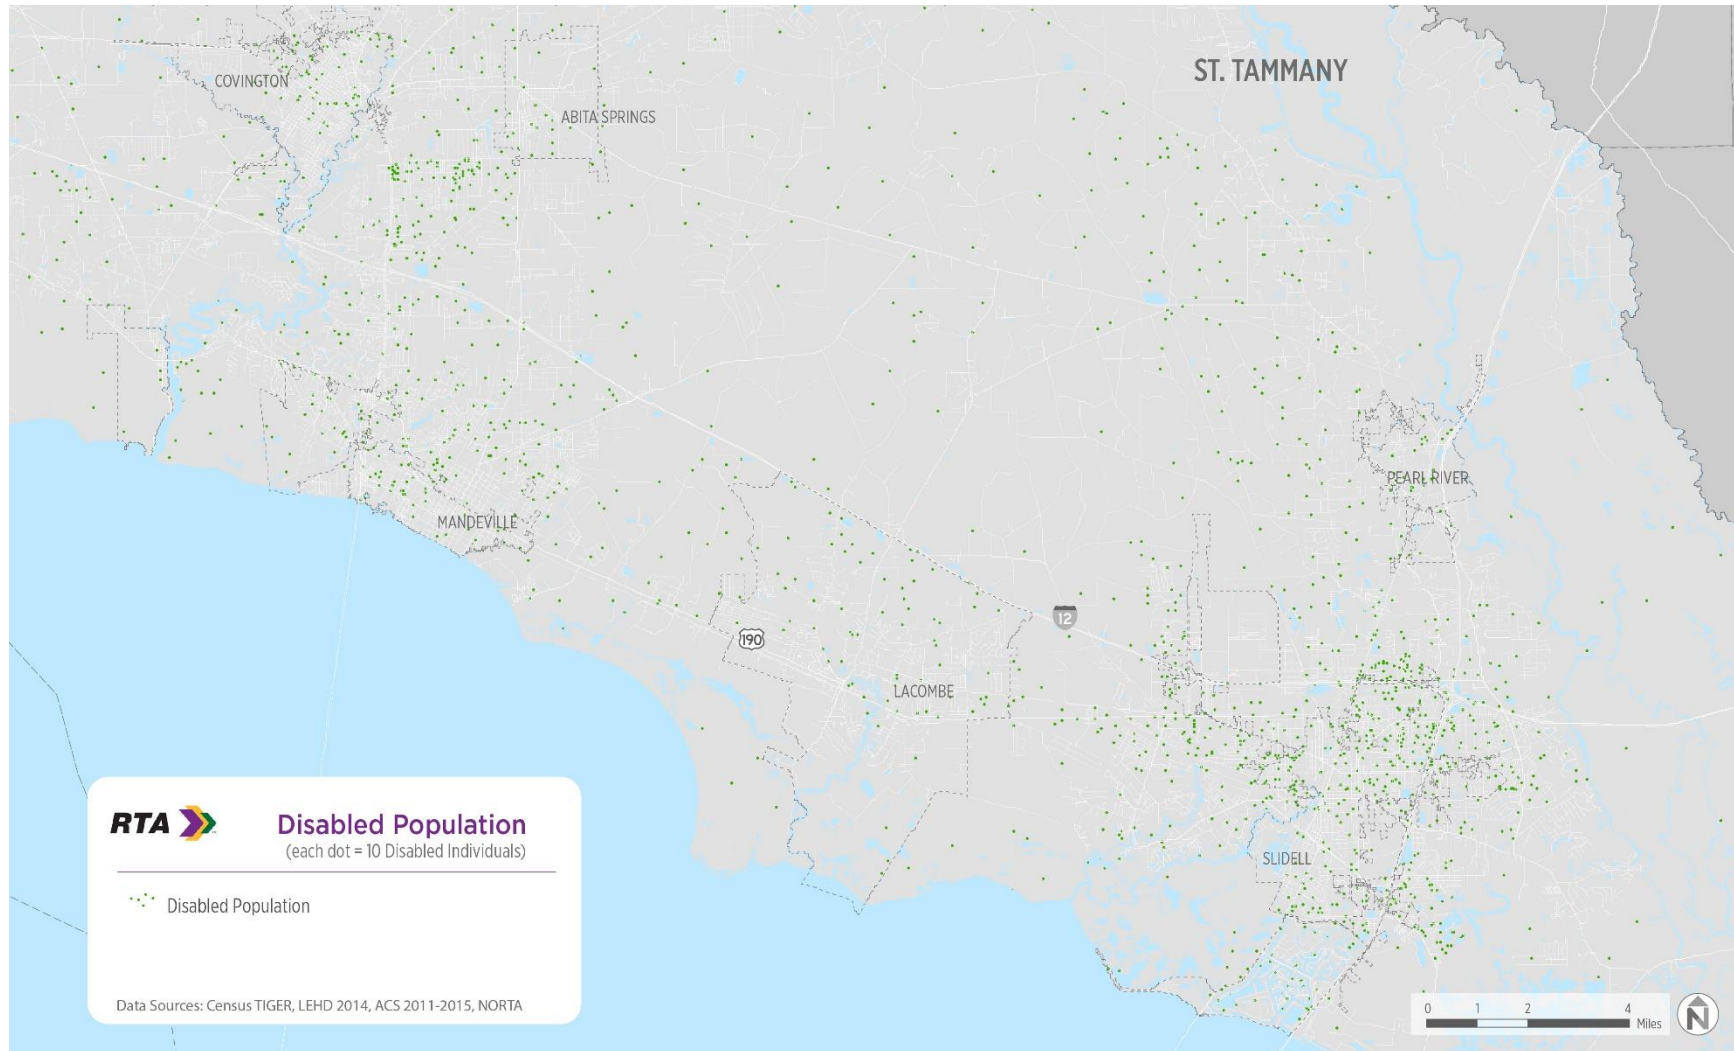 COVINGTON
ST. TAMMANY
ABITA SPRINGS
PEARL RIVER
MANDEVILLE
12
190
LACOMBE
SLIDELL
RTA
Disabled Population
(each dot = 10 Disabled Individuals)
Disabled Population
Data Sources: Census TIGER, LEHD 2014, ACS 2011-2015, NORTA
0 1 2 4
Miles
N